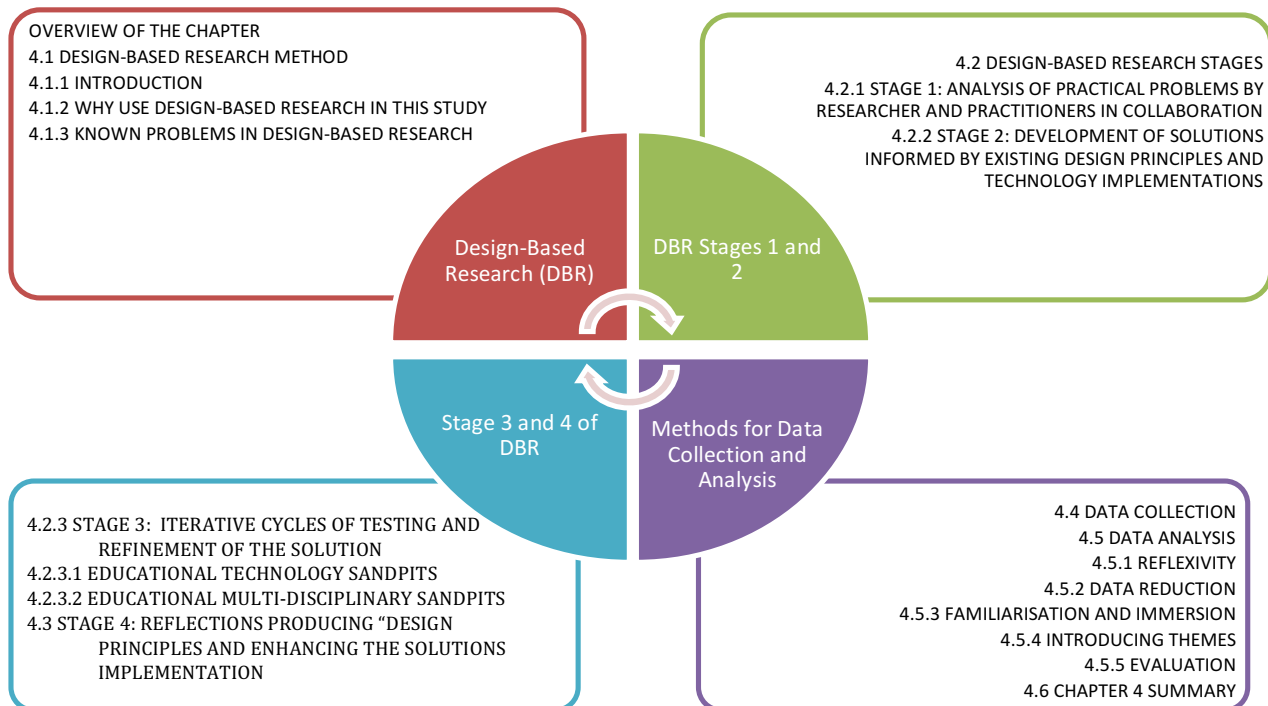 OVERVIEW OF THE CHAPTER
4.1 DESIGN-BASED RESEARCH METHOD
4.1.1 INTRODUCTION
4.1.2 WHY USE DESIGN-BASED RESEARCH IN THIS STUDY
4.1.3 KNOWN PROBLEMS IN DESIGN-BASED RESEARCH
4.2 DESIGN-BASED RESEARCH STAGES
4.2.1 STAGE 1: ANALYSIS OF PRACTICAL PROBLEMS BY
RESEARCHER AND PRACTITIONERS IN COLLABORATION
4.2.2 STAGE 2: DEVELOPMENT OF SOLUTIONS
INFORMED BY EXISTING DESIGN PRINCIPLES AND
TECHNOLOGY IMPLEMENTATIONS
Design-Based
Research (DBR)
DBR Stages 1 and
2
Stage 3 and 4 of
DBR
Methods for Data
Collection and
Analysis
4.2.3 STAGE 3: ITERATIVE CYCLES OF TESTING AND
REFINEMENT OF THE SOLUTION
4.2.3.1 EDUCATIONAL TECHNOLOGY SANDPITS
4.2.3.2 EDUCATIONAL MULTI-DISCIPLINARY SANDPITS
4.3 STAGE 4: REFLECTIONS PRODUCING “DESIGN
PRINCIPLES AND ENHANCING THE SOLUTIONS
IMPLEMENTATION
4.4 DATA COLLECTION
4.5 DATA ANALYSIS
4.5.1 REFLEXIVITY
4.5.2 DATA REDUCTION
4.5.3 FAMILIARISATION AND IMMERSION
4.5.4 INTRODUCING THEMES
4.5.5 EVALUATION
4.6 CHAPTER 4 SUMMARY